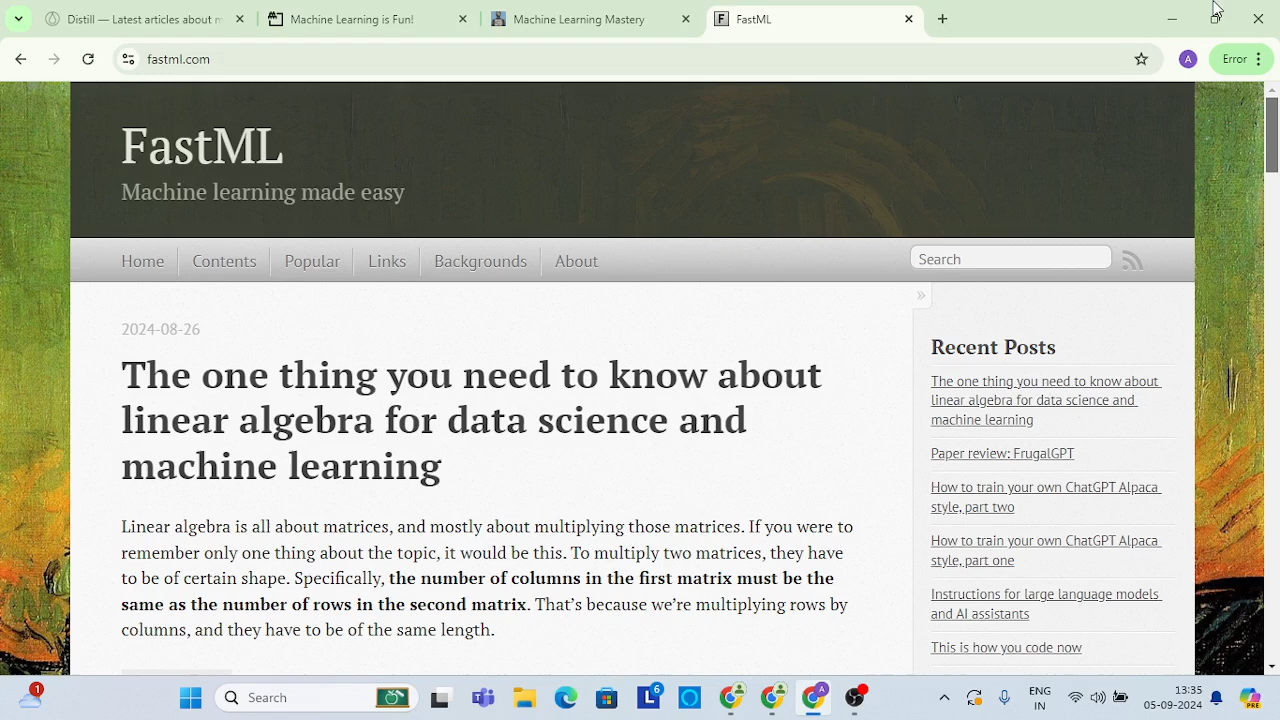 Distill — Latest articles about m
Machine Learning is Fun!
Machine Learning Mastery
FastML
fastml.com
A
Error
FastML
Machine learning made easy
Home
Contents
Popular
Links
Backgrounds
About
Search
»
2024-08-26
The one thing you need to know about
linear algebra for data science and
machine learning
Linear algebra is all about matrices, and mostly about multiplying those matrices. If you were to
remember only one thing about the topic, it would be this. To multiply two matrices, they have
to be of certain shape. Specifically, the number of columns in the first matrix must be the
same as the number of rows in the second matrix. That's because we're multiplying rows by
columns, and they have to be of the same length.
Recent Posts
The one thing you need to know about
linear algebra for data science and
machine learning
Paper review: FrugalGPT
How to train your own ChatGPT Alpaca
style, part two
How to train your own ChatGPT Alpaca
style, part one
Instructions for large language models
and AI assistants
This is how you code now
1
Search
6
A
ENG
IN
13:35
05-09-2024
PRE